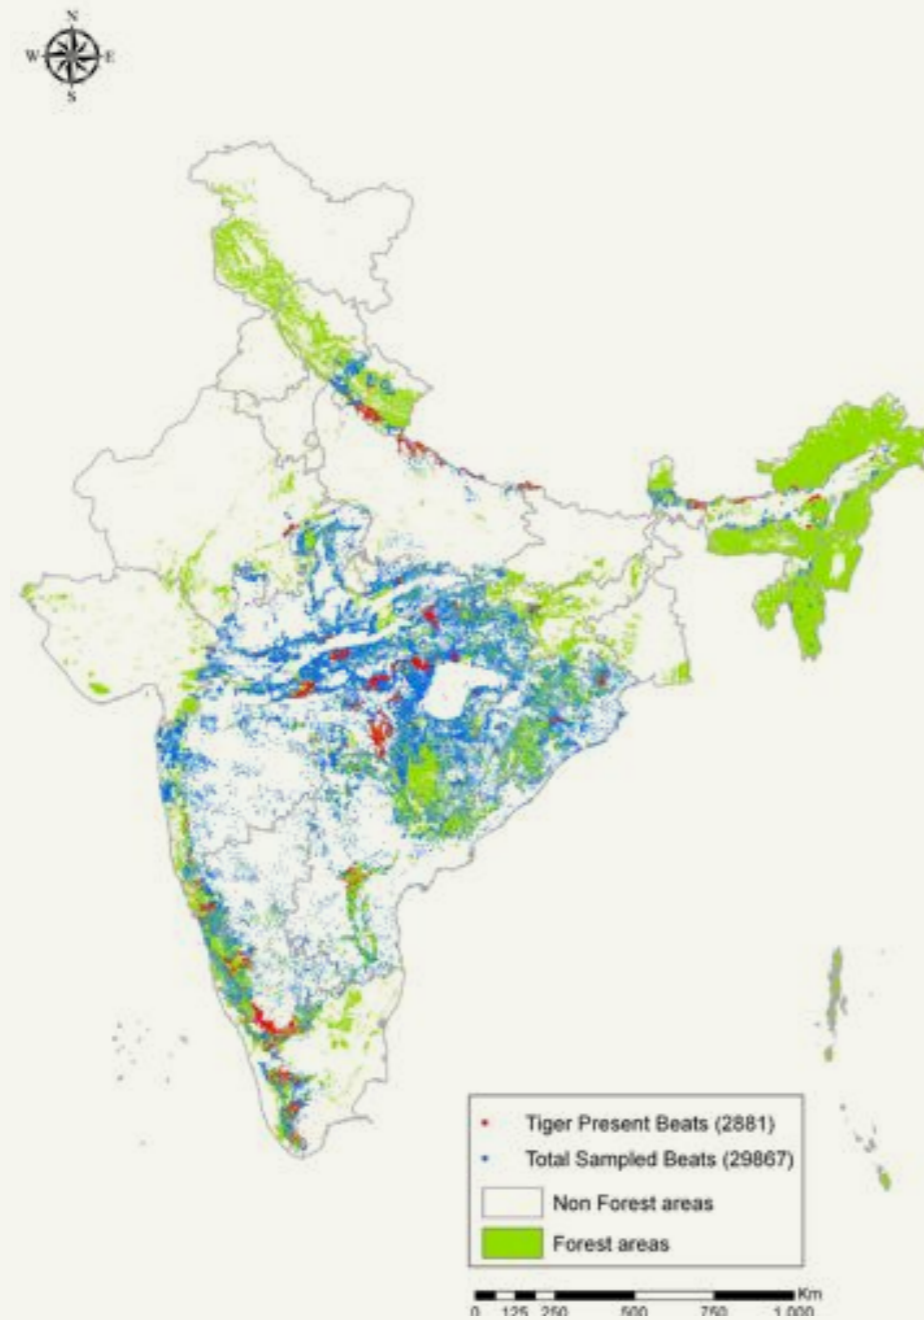 N
W E
S
Tiger Present Beats (2881)
Total Sampled Beats (29867)
Non Forest areas
Forest areas
Km
0 125 250 500 750 1,000